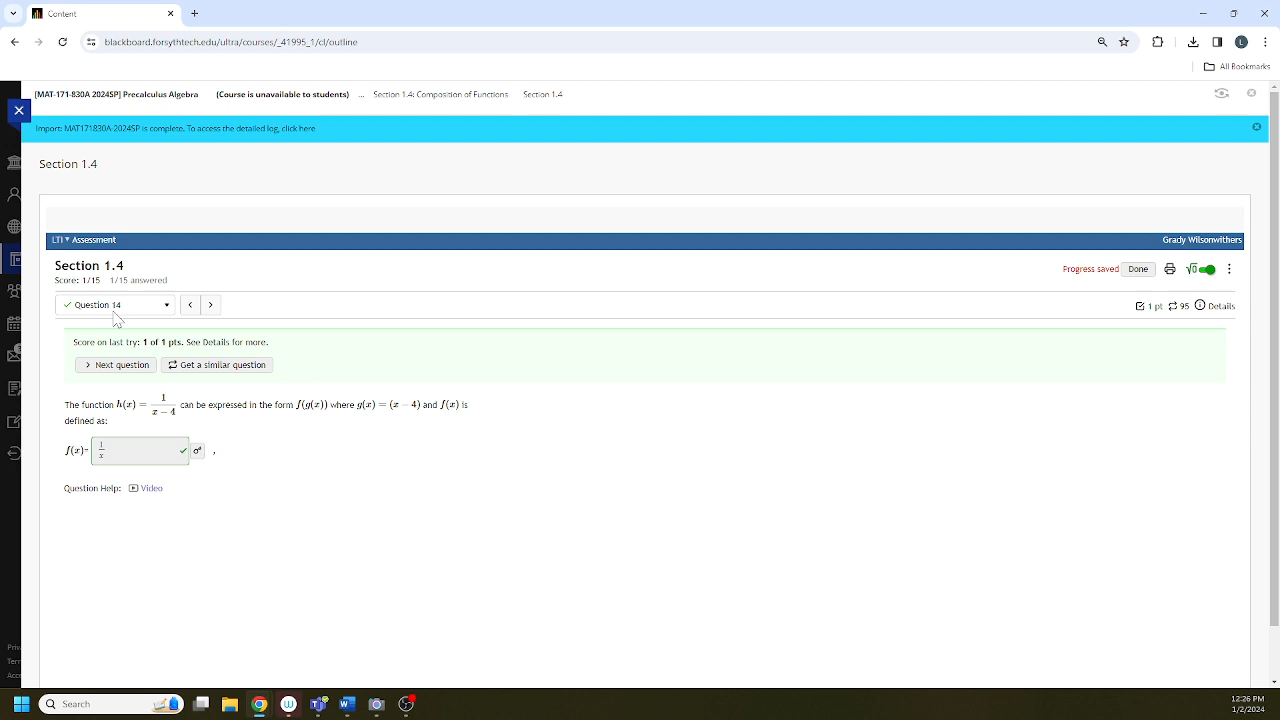 Content
blackboard.forsythtech.edu/ultra/courses/_41995_1/cl/outline
All Bookmarks
[MAT-171-830A 2024SP] Precalculus Algebra (Course is unavailable to students) ... Section 1.4: Composition of Functions Section 1.4
Import: MAT171830A-2024SP is complete. To access the detailed log, click here
Section 1.4
LTI Assessment Grady Wilsonwithers
Section 1.4
Score: 1/15 1/15 answered
Progress saved Done √0
Question 14 < >
1 pt 95 Details
Score on last try: 1 of 1 pts. See Details for more.
> Next question Get a similar question
The function h(x) = 1/(x − 4) can be expressed in the form f(g(x)) where g(x) = (x − 4) and f(x) is
defined as:
f(x)= 1/x ,
Question Help: Video
Priv
Tern
Acce
Search
12:26 PM
1/2/2024